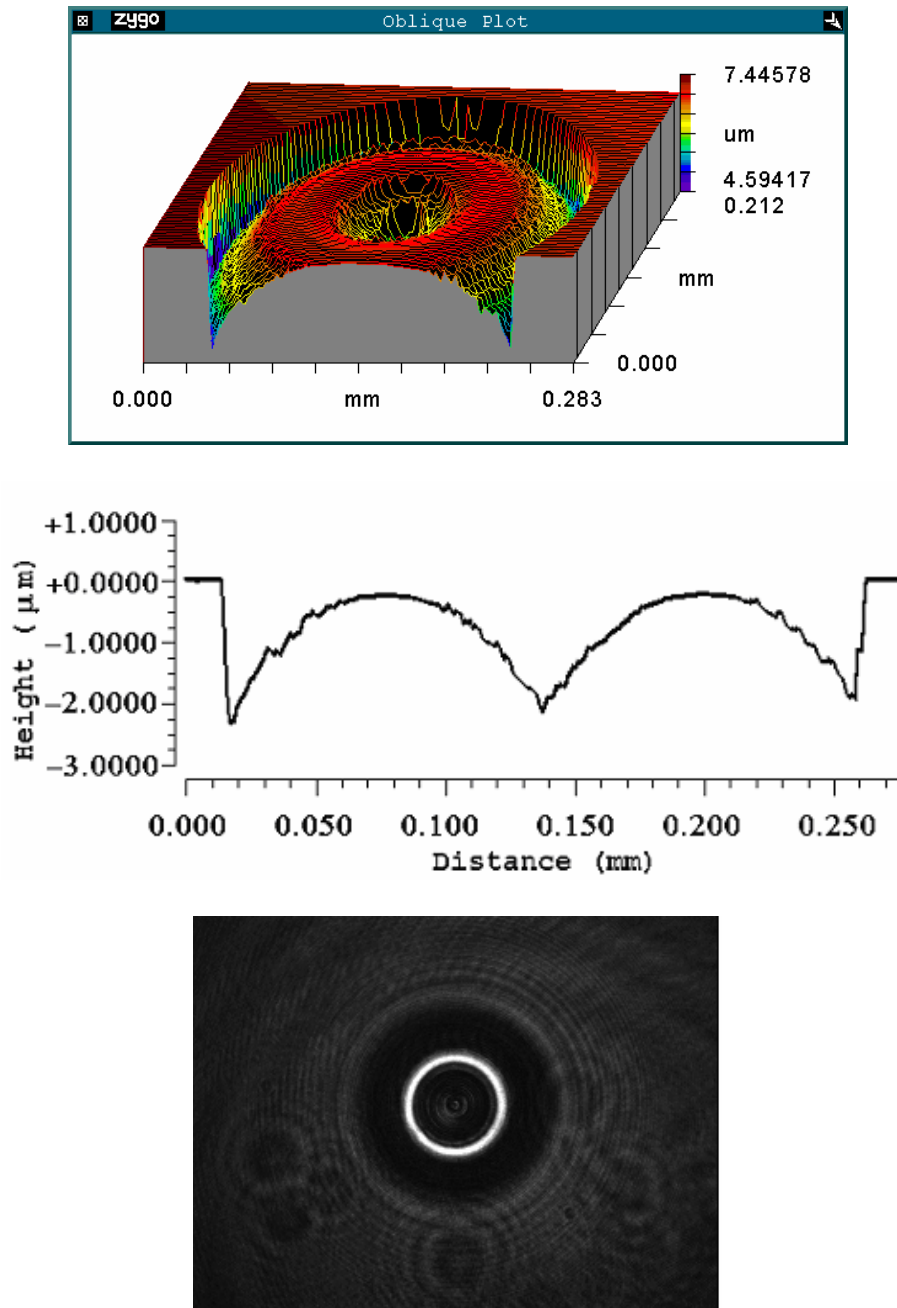 zygo Oblique Plot
7.44578
um
4.59417
0.212
mm
0.000
0.000 mm 0.283
+1.0000
+0.0000
−1.0000
−2.0000
−3.0000
Height (µm)
0.000 0.050 0.100 0.150 0.200 0.250
Distance (mm)